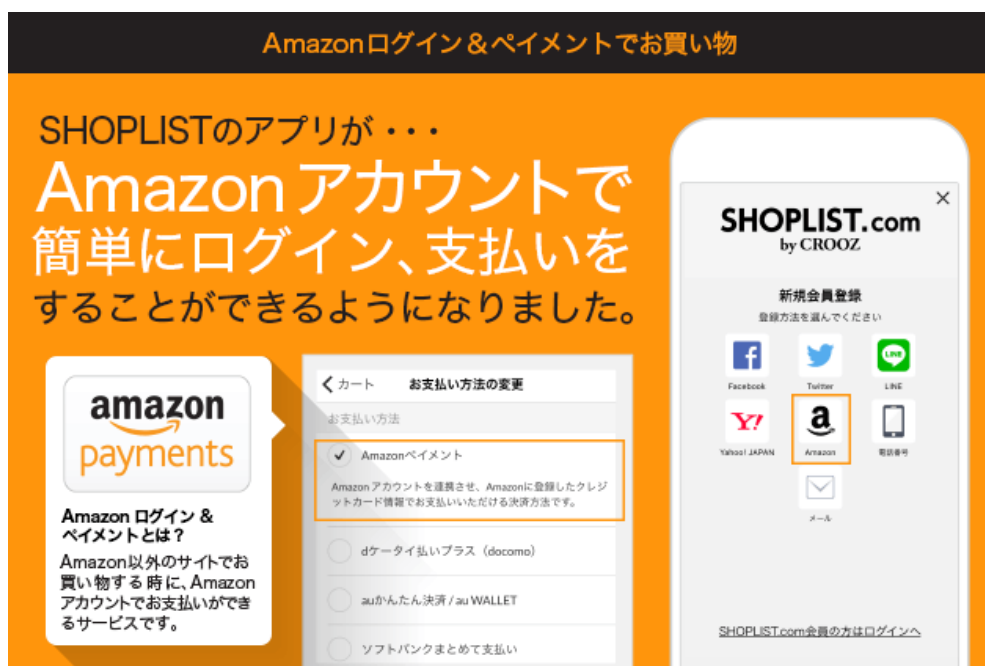 Amazonログイン＆ペイメントでお買い物
SHOPLISTのアプリが・・・
Amazonアカウントで
簡単にログイン、支払いを
することができるようになりました。
amazon
payments
Amazon ログイン &
ペイメントとは？
Amazon以外のサイトでお
買い物する時に、Amazon
アカウントでお支払いができ
るサービスです。
カート お支払い方法の変更
お支払い方法
Amazonペイメント
Amazonアカウントを連携させ、Amazonに登録したクレジ
ットカード情報でお支払いいただける決済方法です。
dケータイ払いプラス（docomo）
auかんたん決済 / au WALLET
ソフトバンクまとめて支払い
SHOPLIST.com
by CROOZ
新規会員登録
登録方法を選んでください
LINE
Facebook Twitter LINE
Y!
a
Yahoo! JAPAN Amazon 電話番号
メール
SHOPLIST.com会員の方はログインへ